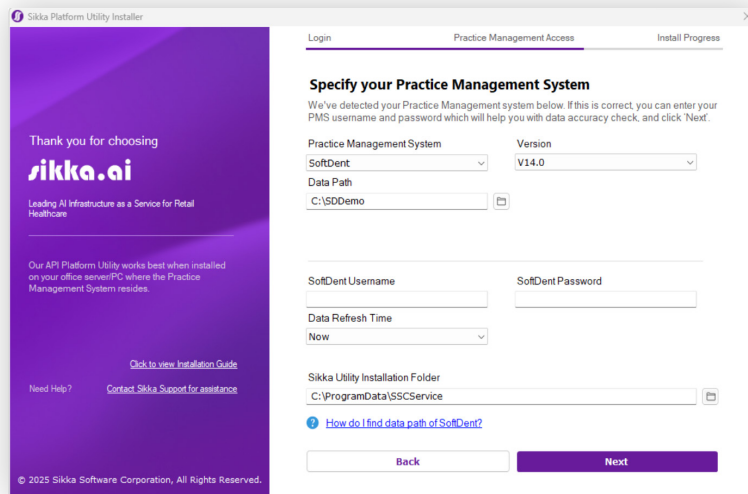 Sikka Platform Utility Installer
Login Practice Management Access Install Progress
Specify your Practice Management System
We've detected your Practice Management system below. If this is correct, you can enter your
PMS username and password which will help you with data accuracy check, and click 'Next'.
Thank you for choosing
sikka.ai
Leading AI Infrastructure as a Service for Retail
Healthcare
Our API Platform Utility works best when installed
on your office server/PC where the Practice
Management System resides.
Click to view Installation Guide
Need Help? Contact Sikka Support for assistance
© 2025 Sikka Software Corporation, All Rights Reserved.
Practice Management System Version
SoftDent V14.0
Data Path
C:\SDDemo
SoftDent Username SoftDent Password
Data Refresh Time
Now
Sikka Utility Installation Folder
C:\ProgramData\SSCService
? How do I find data path of SoftDent?
Back Next